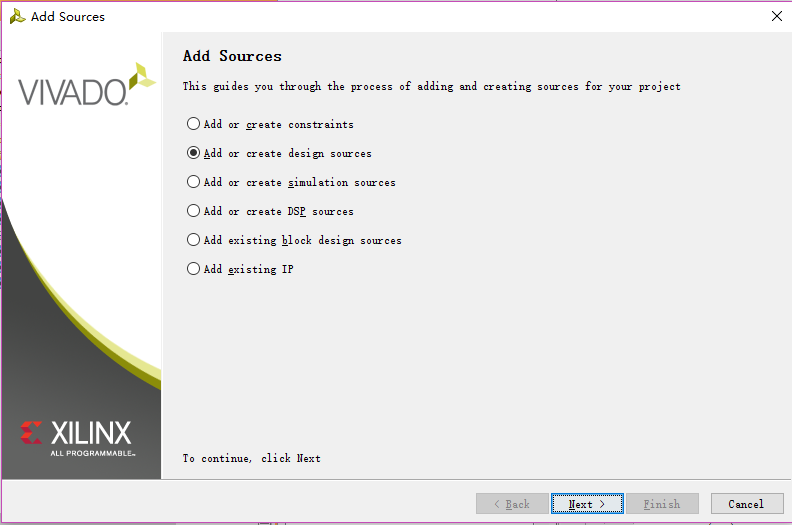 Add Sources
VIVADO.
Add Sources
This guides you through the process of adding and creating sources for your project
Add or create constraints
Add or create design sources
Add or create simulation sources
Add or create DSP sources
Add existing block design sources
Add existing IP
XILINX
ALL PROGRAMMABLE™
To continue, click Next
< Back
Next >
Finish
Cancel